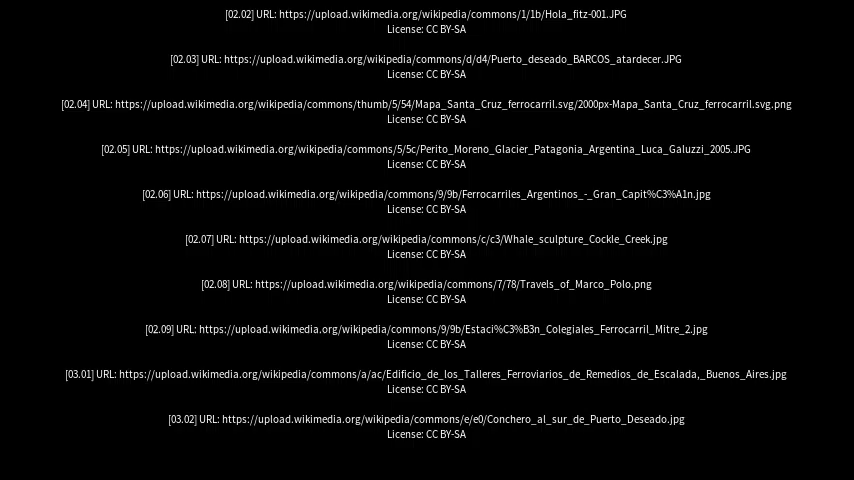 [02.02] URL: https://upload.wikimedia.org/wikipedia/commons/1/1b/Hola_fitz-001.JPG
License: CC BY-SA
[02.03] URL: https://upload.wikimedia.org/wikipedia/commons/d/d4/Puerto_deseado_BARCOS_atardecer.JPG
License: CC BY-SA
[02.04] URL: https://upload.wikimedia.org/wikipedia/commons/thumb/5/54/Mapa_Santa_Cruz_ferrocarril.svg/2000px-Mapa_Santa_Cruz_ferrocarril.svg.png
License: CC BY-SA
[02.05] URL: https://upload.wikimedia.org/wikipedia/commons/5/5c/Perito_Moreno_Glacier_Patagonia_Argentina_Luca_Galuzzi_2005.JPG
License: CC BY-SA
[02.06] URL: https://upload.wikimedia.org/wikipedia/commons/9/9b/Ferrocarriles_Argentinos_-_Gran_Capit%C3%A1n.jpg
License: CC BY-SA
[02.07] URL: https://upload.wikimedia.org/wikipedia/commons/c/c3/Whale_sculpture_Cockle_Creek.jpg
License: CC BY-SA
[02.08] URL: https://upload.wikimedia.org/wikipedia/commons/7/78/Travels_of_Marco_Polo.png
License: CC BY-SA
[02.09] URL: https://upload.wikimedia.org/wikipedia/commons/9/9b/Estaci%C3%B3n_Colegiales_Ferrocarril_Mitre_2.jpg
License: CC BY-SA
[03.01] URL: https://upload.wikimedia.org/wikipedia/commons/a/ac/Edificio_de_los_Talleres_Ferroviarios_de_Remedios_de_Escalada,_Buenos_Aires.jpg
License: CC BY-SA
[03.02] URL: https://upload.wikimedia.org/wikipedia/commons/e/e0/Conchero_al_sur_de_Puerto_Deseado.jpg
License: CC BY-SA